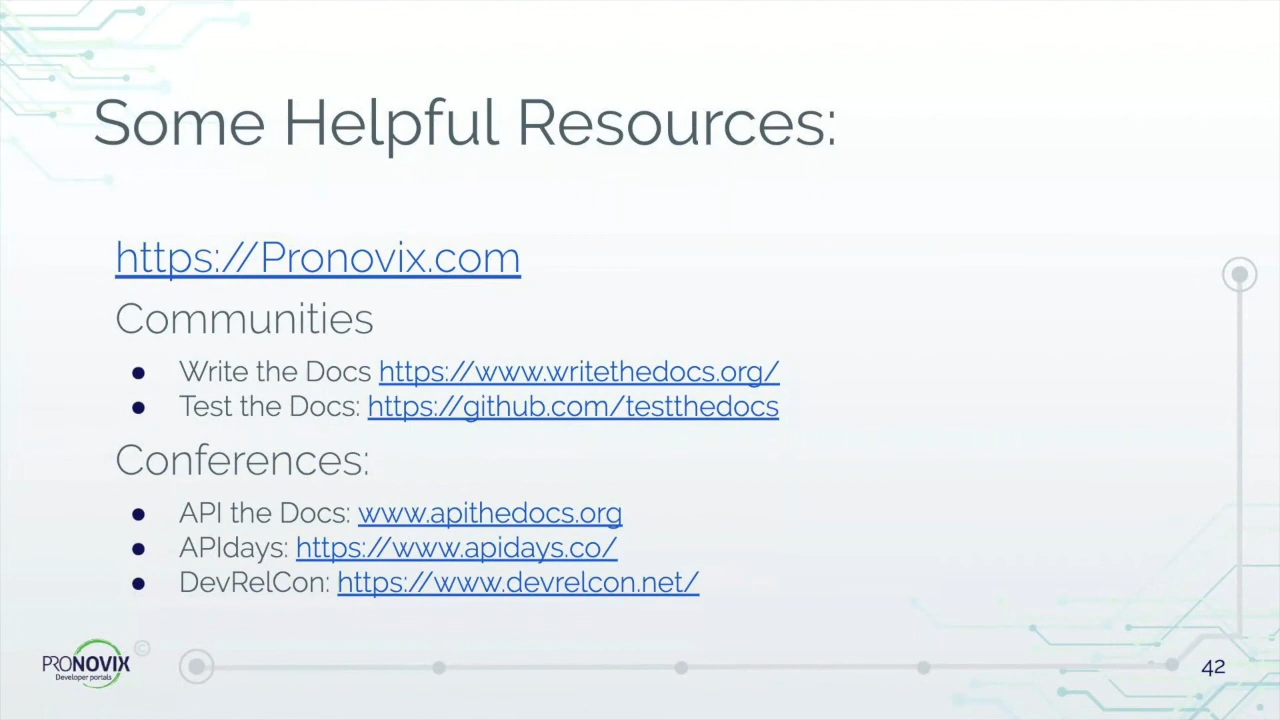 Some Helpful Resources:
https://Pronovix.com
Communities
● Write the Docs https://www.writethedocs.org/
● Test the Docs: https://github.com/testthedocs
Conferences:
● API the Docs: www.apithedocs.org
● APIdays: https://www.apidays.co/
● DevRelCon: https://www.devrelcon.net/
PRONOVIX ©
Developer portals
42